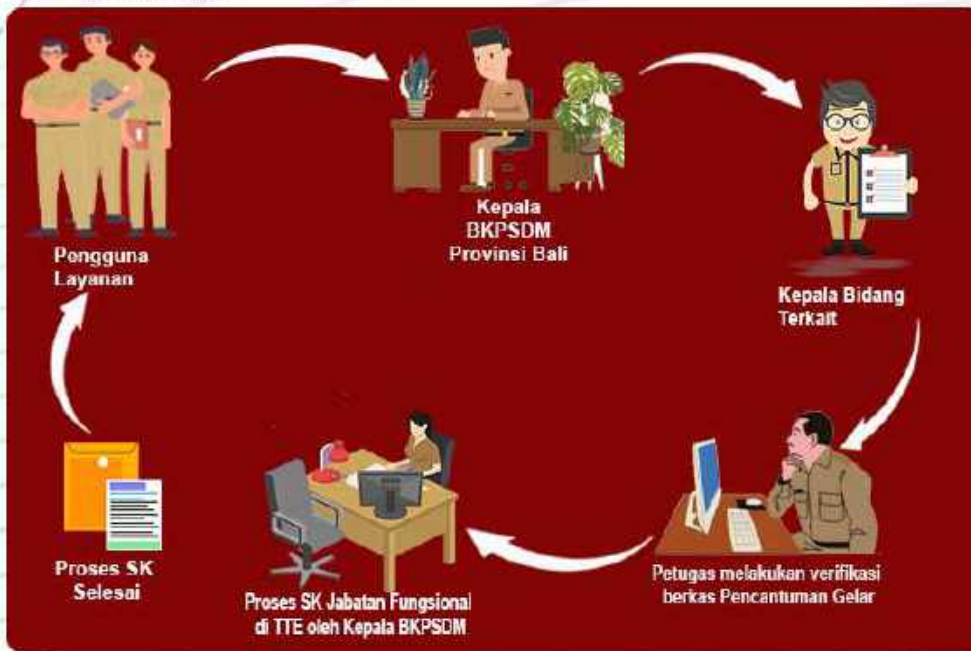 Pengguna
Layanan
Kepala
BKPSDM
Provinsi Bali
Kepala Bidang
Terkait
Petugas melakukan verifikasi
berkas Pencantuman Gelar
Proses SK Jabatan Fungsional
di TTE oleh Kepala BKPSDM
Proses SK
Selesai